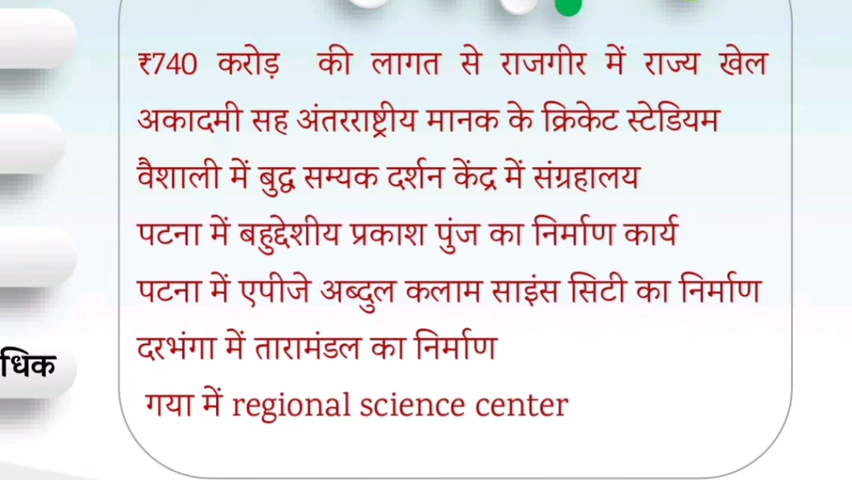 ₹740 करोड़ की लागत से राजगीर में राज्य खेल
अकादमी सह अंतरराष्ट्रीय मानक के क्रिकेट स्टेडियम
वैशाली में बुद्ध सम्यक दर्शन केंद्र में संग्रहालय
पटना में बहुद्देशीय प्रकाश पुंज का निर्माण कार्य
पटना में एपीजे अब्दुल कलाम साइंस सिटी का निर्माण
दरभंगा में तारामंडल का निर्माण
धिक
गया में regional science center